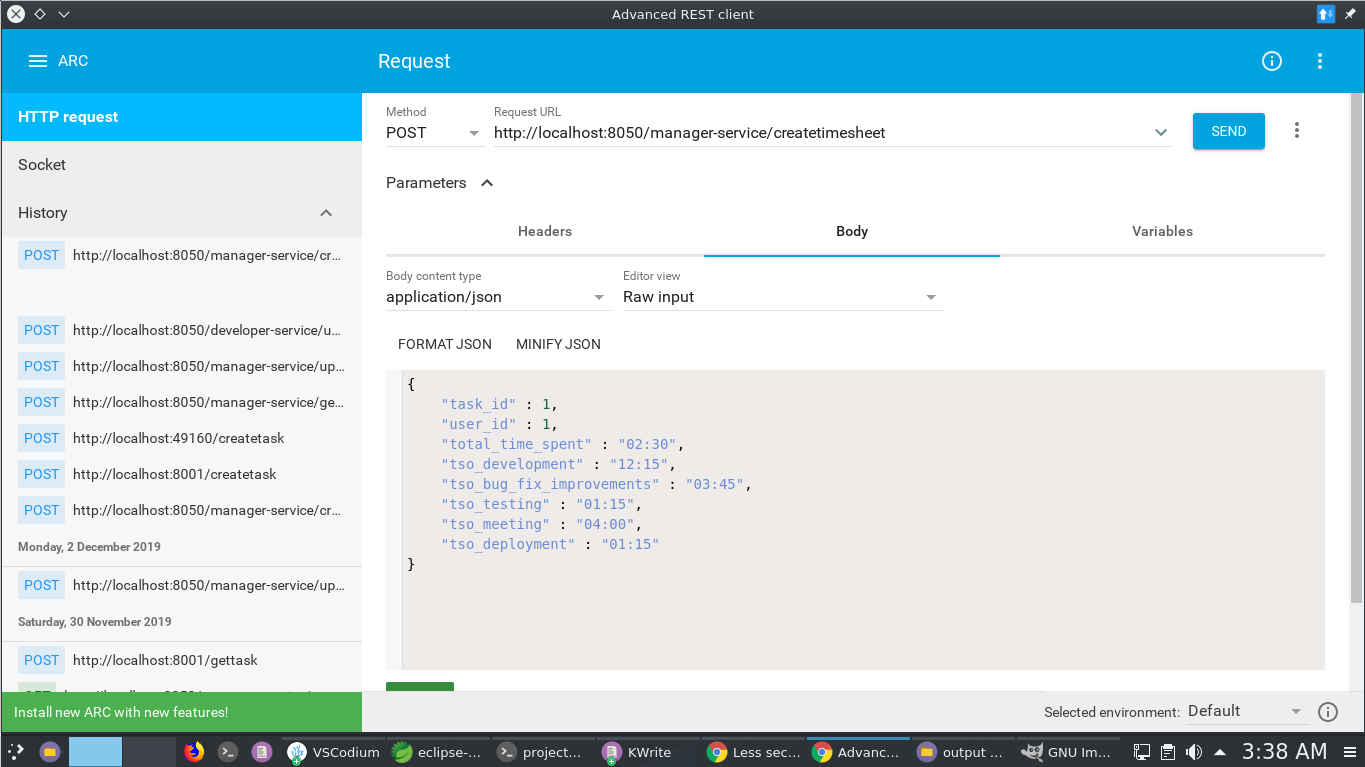 Advanced REST client
ARC
Request
HTTP request
Socket
History
POST http://localhost:8050/manager-service/cr...
POST http://localhost:8050/developer-service/u...
POST http://localhost:8050/manager-service/up...
POST http://localhost:8050/manager-service/ge...
POST http://localhost:49160/createtask
POST http://localhost:8001/createtask
POST http://localhost:8050/manager-service/cr...
Monday, 2 December 2019
POST http://localhost:8050/manager-service/up...
Saturday, 30 November 2019
POST http://localhost:8001/gettask
Install new ARC with new features!
Method
POST
Request URL
http://localhost:8050/manager-service/createtimesheet
SEND
Parameters
Headers Body Variables
Body content type
application/json
Editor view
Raw input
FORMAT JSON MINIFY JSON
{
"task_id" : 1,
"user_id" : 1,
"total_time_spent" : "02:30",
"tso_development" : "12:15",
"tso_bug_fix_improvements" : "03:45",
"tso_testing" : "01:15",
"tso_meeting" : "04:00",
"tso_deployment" : "01:15"
}
Selected environment: Default
VSCodium eclipse-... project... KWrite Less sec... Advanc... output ... GNU Im... 3:38 AM